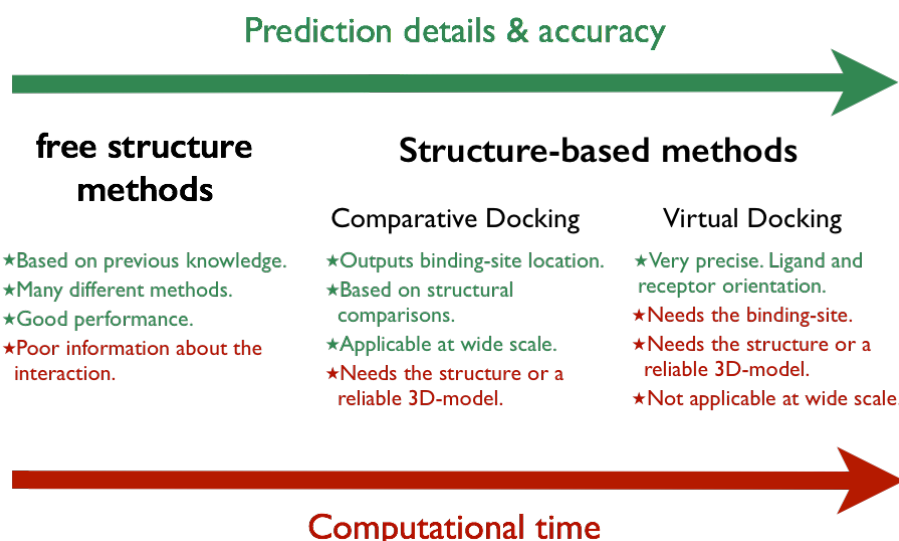 Prediction details & accuracy
free structure
methods
Structure-based methods
Comparative Docking
Virtual Docking
★Based on previous knowledge.
★Many different methods.
★Good performance.
★Poor information about the
interaction.
★Outputs binding-site location.
★Based on structural
comparisons.
★Applicable at wide scale.
★Needs the structure or a
reliable 3D-model.
★Very precise. Ligand and
receptor orientation.
★Needs the binding-site.
★Needs the structure or a
reliable 3D-model.
★Not applicable at wide scale.
Computational time